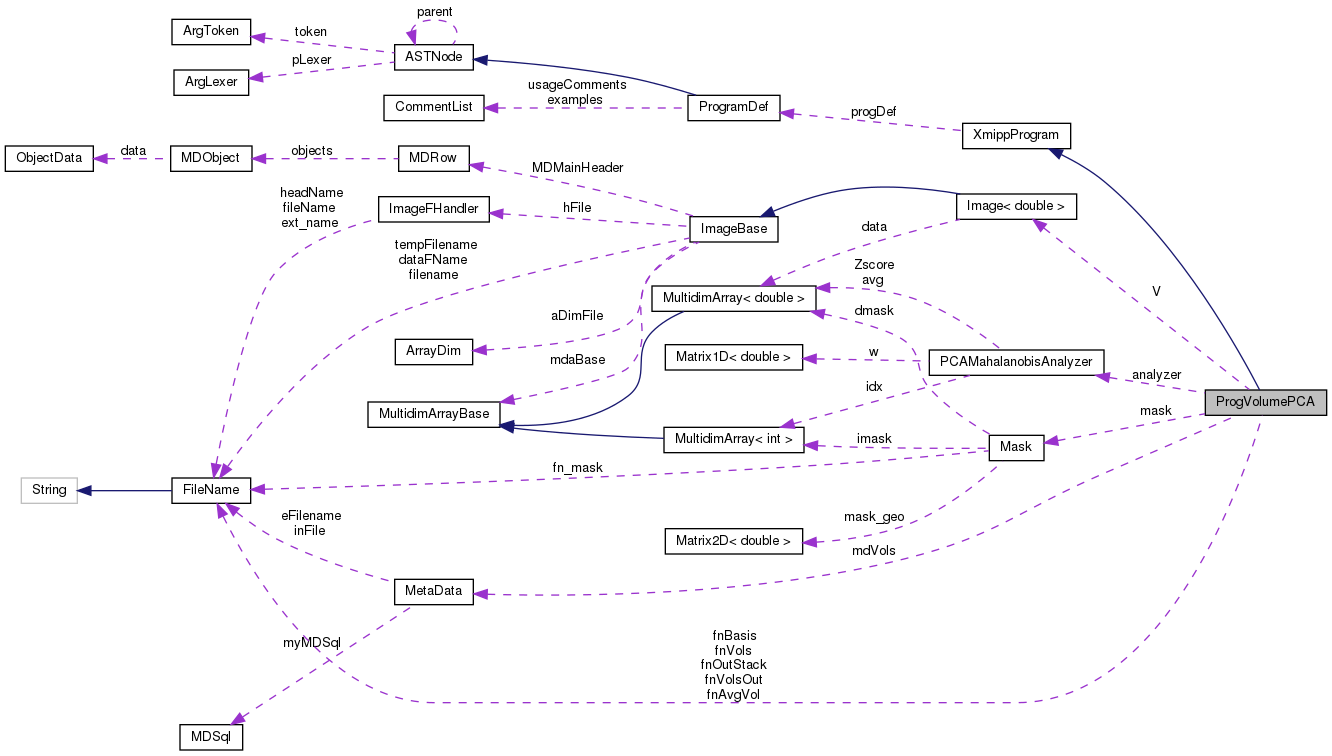 parent
ArgToken
token
ASTNode
pLexer
ArgLexer
usageComments
examples
CommentList
ProgramDef
progDef
XmippProgram
ObjectData
data
MDObject
objects
MDRow
MDMainHeader
headName
fileName
ext_name
ImageFHandler
hFile
ImageBase
Image< double >
tempFilename
dataFName
filename
data
Zscore
avg
V
MultidimArray< double >
dmask
aDimFile
ArrayDim
mdaBase
Matrix1D< double >
w
PCAMahalanobisAnalyzer
analyzer
idx
ProgVolumePCA
MultidimArrayBase
mask
MultidimArray< int >
imask
Mask
fn_mask
String
FileName
eFilename
inFile
mask_geo
Matrix2D< double >
mdVols
MetaData
myMDSql
fnBasis
fnVols
fnOutStack
fnVolsOut
fnAvgVol
MDSql